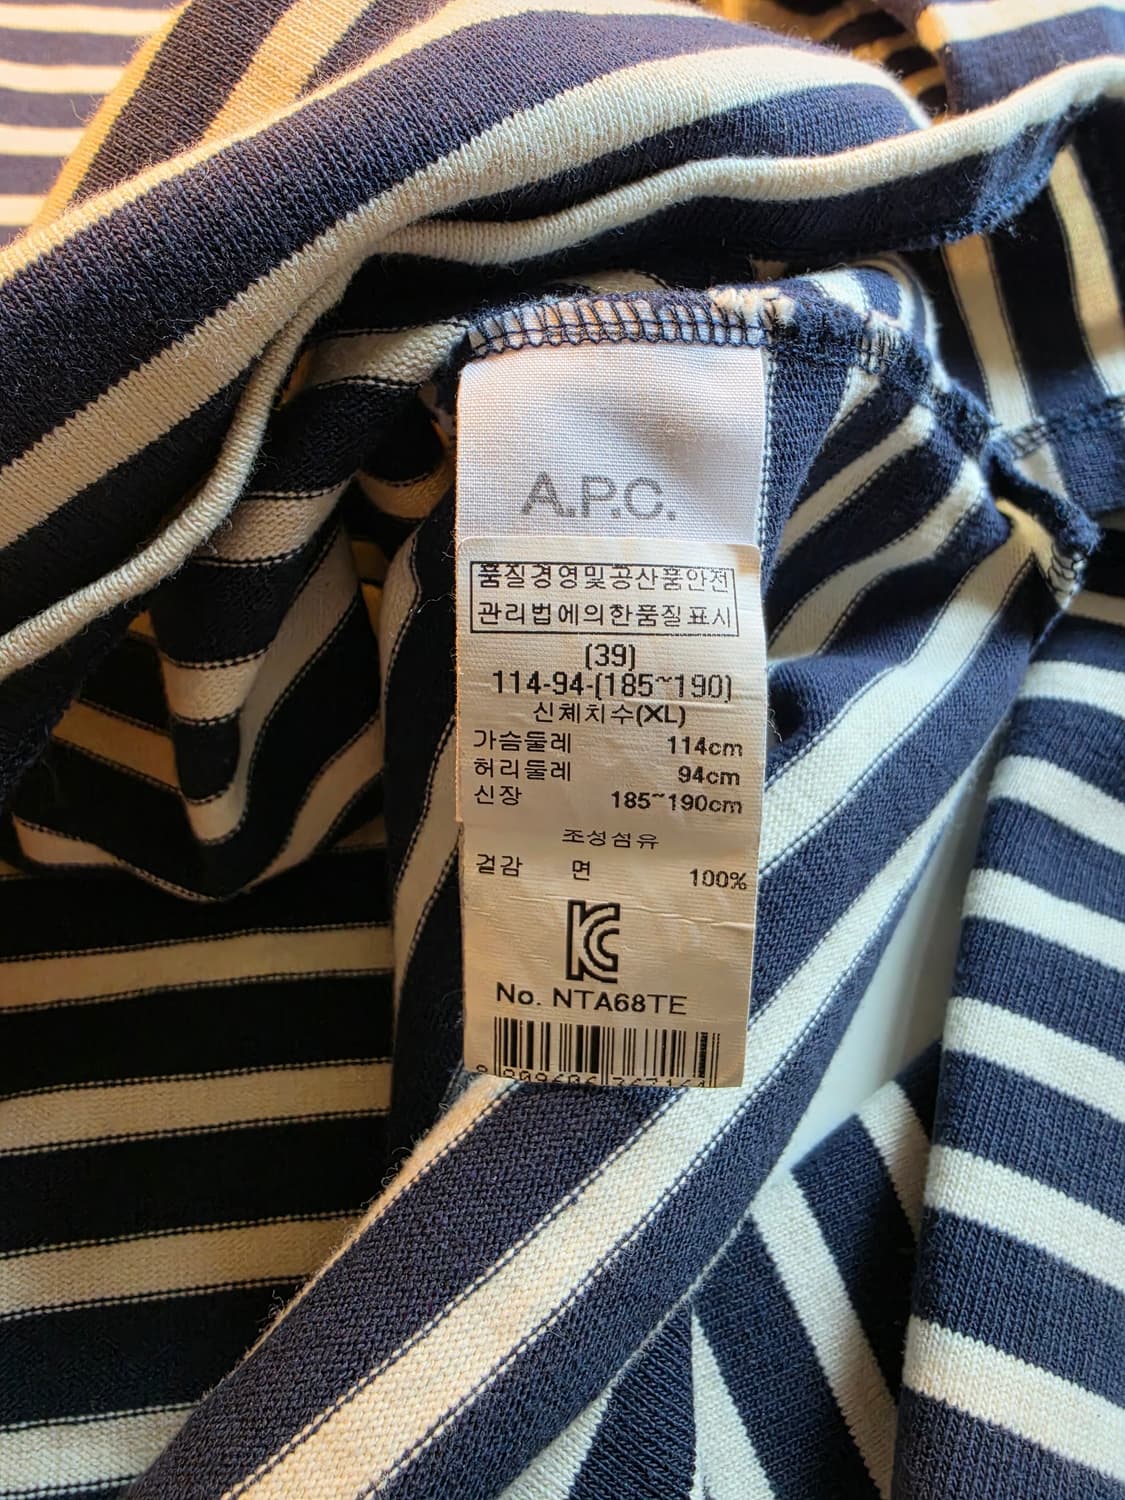 A.P.C.
품질경영및공산품안전
관리법에의한품질표시
(39)
114-94-(185~190)
신체치수(XL)
가슴둘레 114cm
허리둘레 94cm
신장 185~190cm
조성섬유
겉감 면 100%
KC
No. NTA68TE